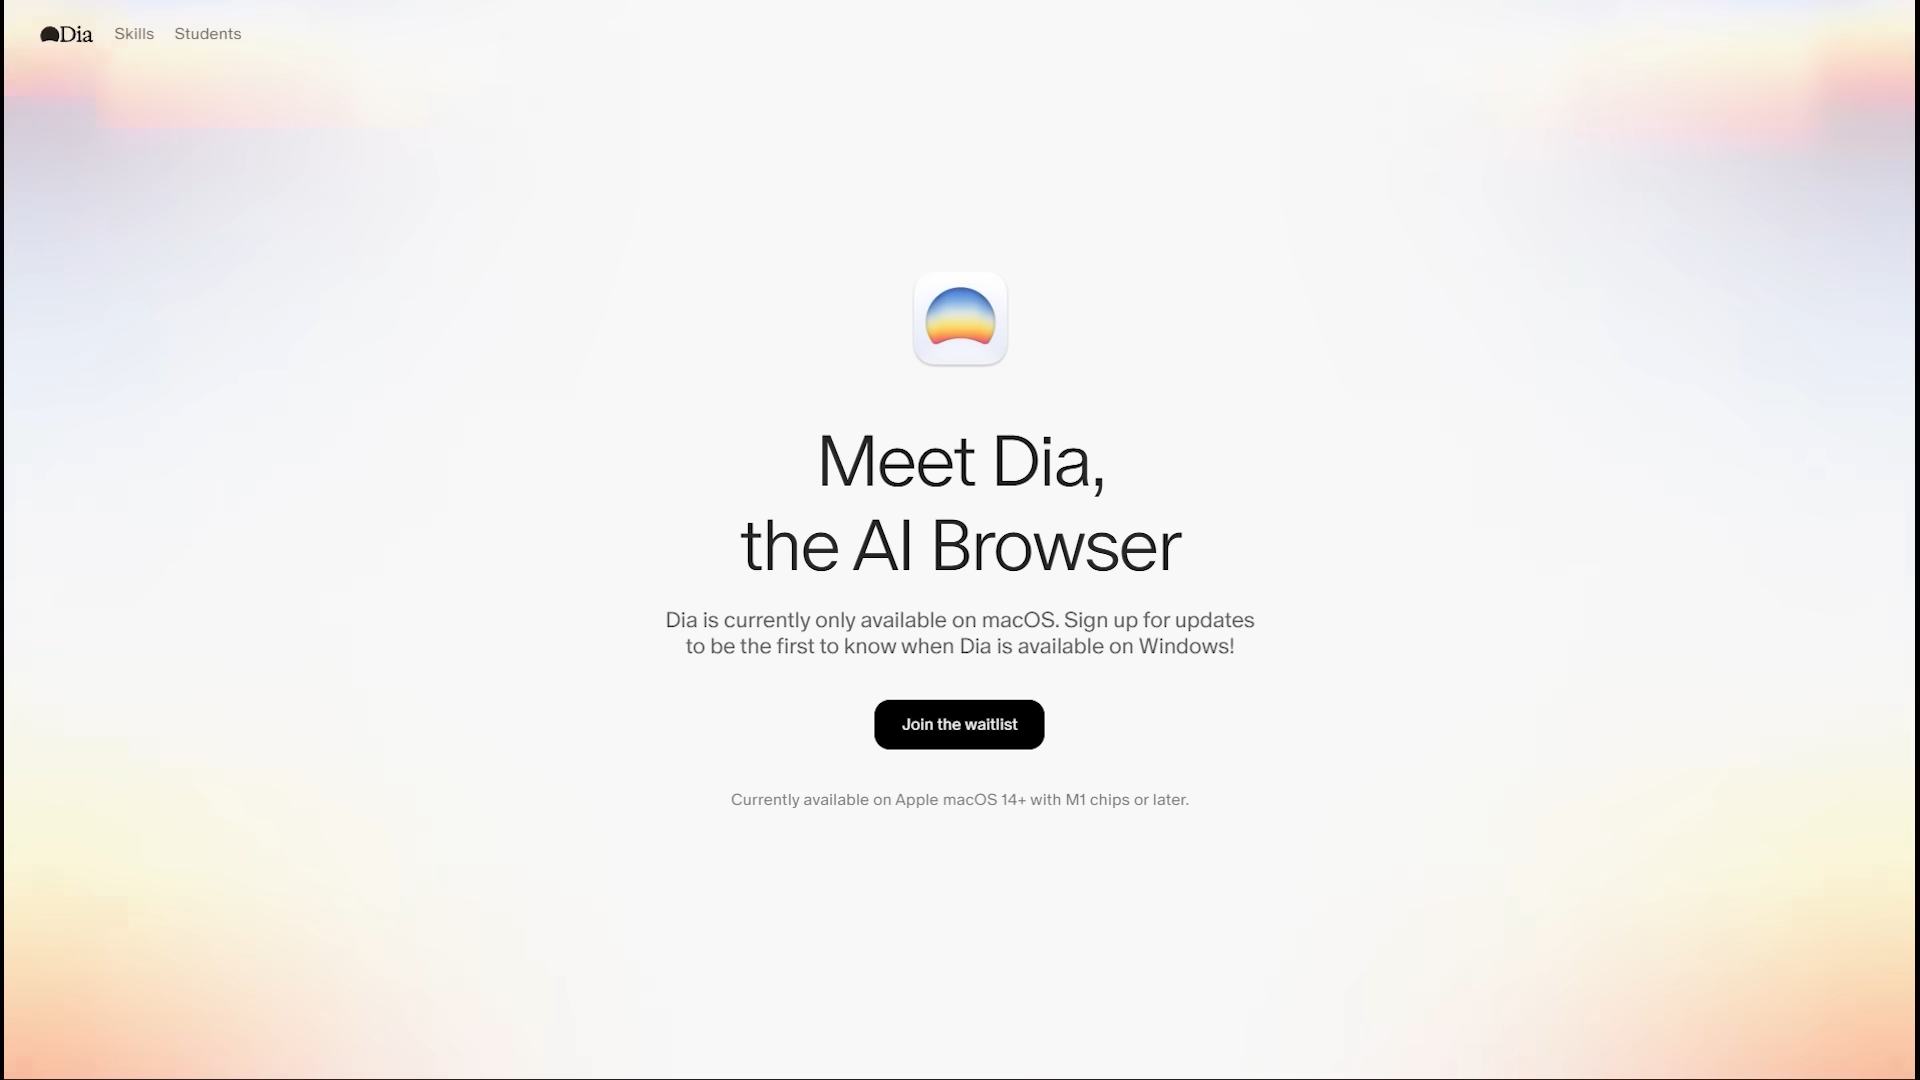 Dia Skills Students
Meet Dia,
the AI Browser
Dia is currently only available on macOS. Sign up for updates
to be the first to know when Dia is available on Windows!
Join the waitlist
Currently available on Apple macOS 14+ with M1 chips or later.